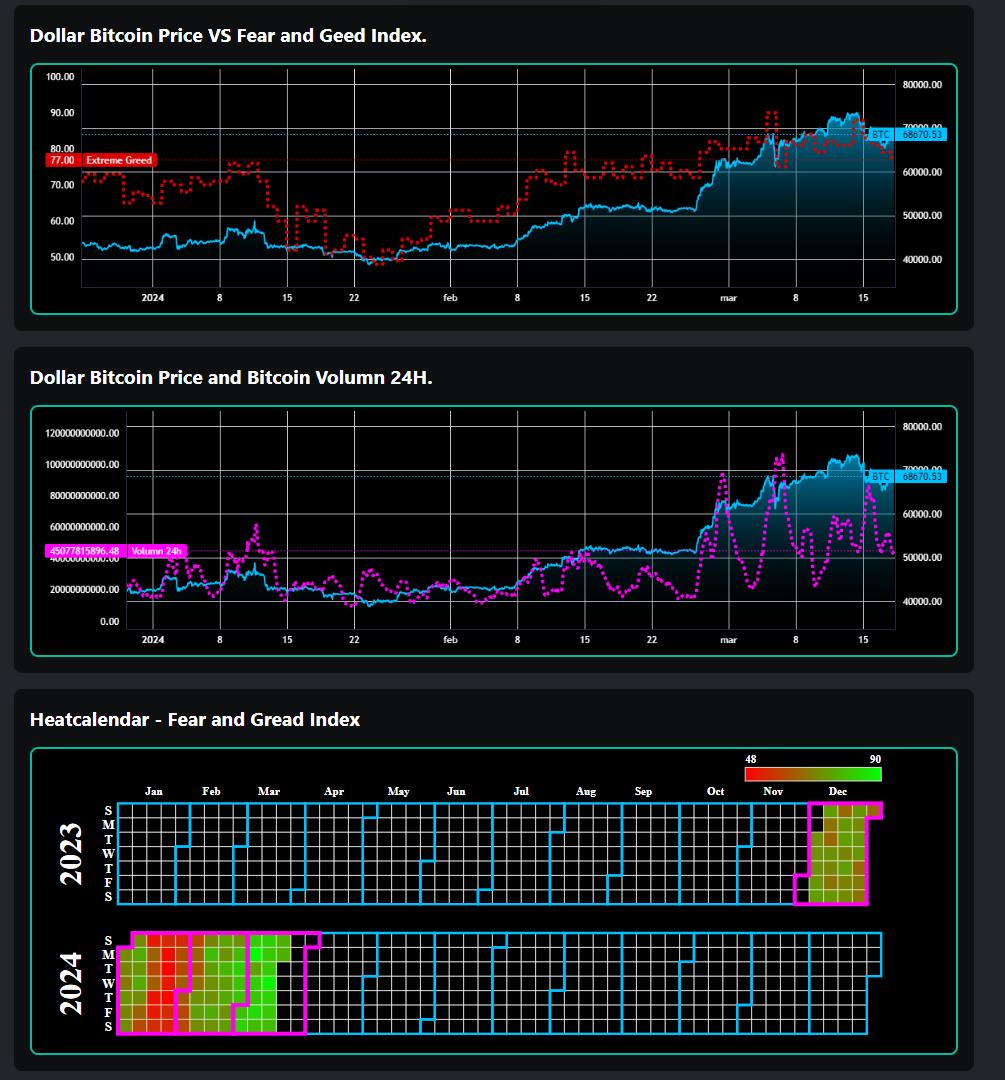 Dollar Bitcoin Price VS Fear and Geed Index.
100.00
90.00
80.00
77.00 Extreme Greed
70.00
60.00
50.00
80000.00
70000.00
BTC 68670.53
60000.00
50000.00
40000.00
2024 8 15 22 feb 8 15 22 mar 8 15
Dollar Bitcoin Price and Bitcoin Volumn 24H.
120000000000.00
100000000000.00
80000000000.00
60000000000.00
45077815896.48 Volumn 24h
40000000000.00
20000000000.00
0.00
80000.00
70000.00
BTC 68670.53
60000.00
50000.00
40000.00
2024 8 15 22 feb 8 15 22 mar 8 15
Heatcalendar - Fear and Gread Index
48 90
Jan Feb Mar Apr May Jun Jul Aug Sep Oct Nov Dec
2023
S
M
T
W
T
F
S
2024
S
M
T
W
T
F
S